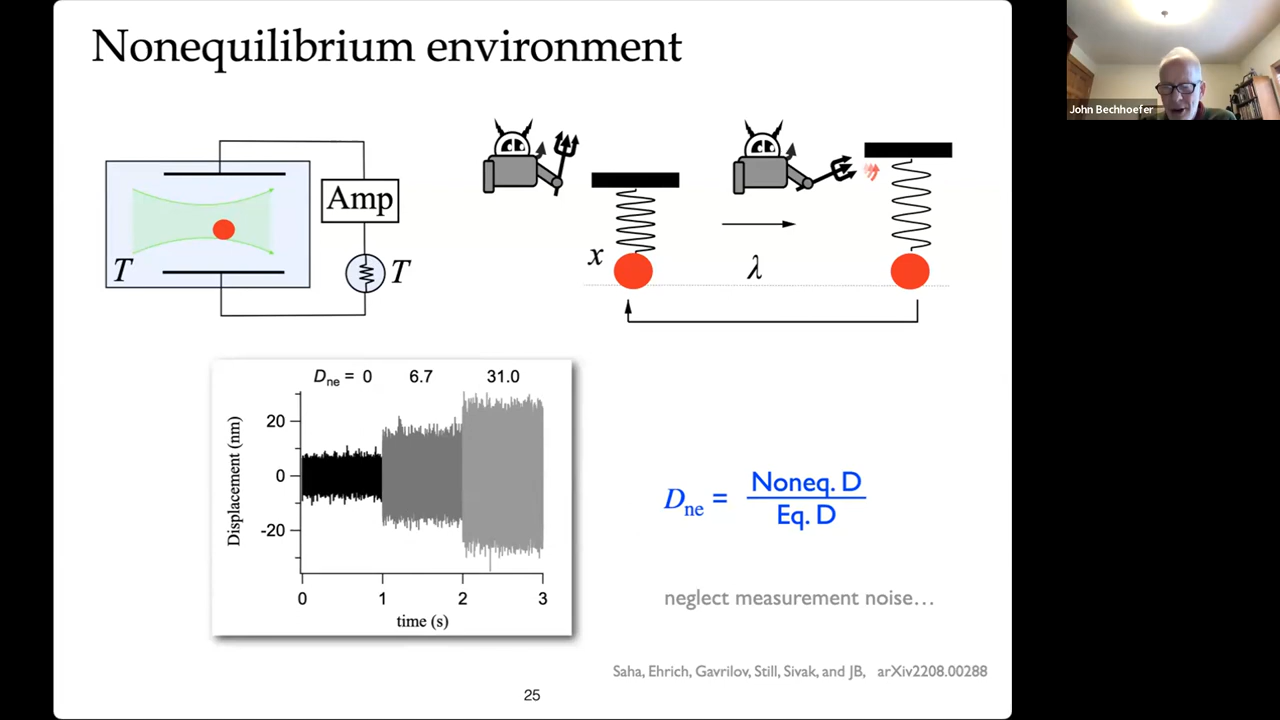 Nonequilibrium environment
John Bechhoefer
Amp
T
T
x
λ
D_ne = 0 6.7 31.0
Displacement (nm)
20
0
-20
0 1 2 3
time (s)
D_ne = Noneq. D
Eq. D
neglect measurement noise…
Saha, Ehrich, Gavrilov, Still, Sivak, and JB, arXiv2208.00288
25